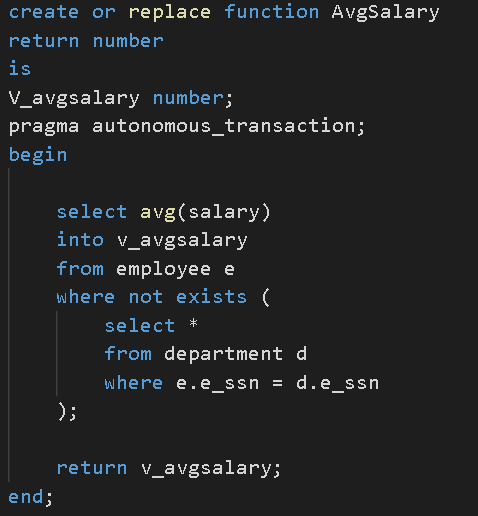 create or replace function AvgSalary
return number
is
V_avgsalary number;
pragma autonomous_transaction;
begin
select avg(salary)
into v_avgsalary
from employee e
where not exists (
select *
from department d
where e.e_ssn = d.e_ssn
);
return v_avgsalary;
end;